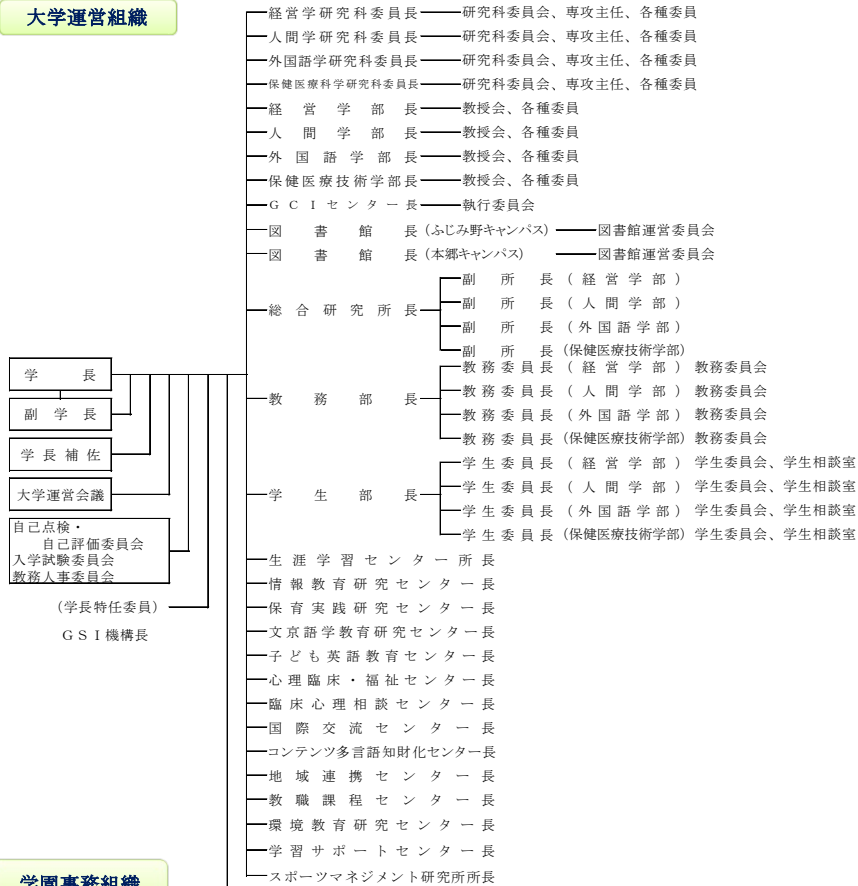 大学運営組織
経営学研究科委員長 研究科委員会、専攻主任、各種委員
人間学研究科委員長 研究科委員会、専攻主任、各種委員
外国語学研究科委員長 研究科委員会、専攻主任、各種委員
保健医療科学研究科委員長 研究科委員会、専攻主任、各種委員
経営学部長 教授会、各種委員
人間学部長 教授会、各種委員
外国語学部長 教授会、各種委員
保健医療技術学部長 教授会、各種委員
GCIセンター長 執行委員会
図書館長(ふじみ野キャンパス) 図書館運営委員会
図書館長(本郷キャンパス) 図書館運営委員会
総合研究所長
副所長(経営学部)
副所長(人間学部)
副所長(外国語学部)
副所長(保健医療技術学部)
教務部長
教務委員長(経営学部) 教務委員会
教務委員長(人間学部) 教務委員会
教務委員長(外国語学部) 教務委員会
教務委員長(保健医療技術学部) 教務委員会
学生部長
学生委員長(経営学部) 学生委員会、学生相談室
学生委員長(人間学部) 学生委員会、学生相談室
学生委員長(外国語学部) 学生委員会、学生相談室
学生委員長(保健医療技術学部) 学生委員会、学生相談室
学長
副学長
学長補佐
大学運営会議
自己点検・
自己評価委員会
入学試験委員会
教務人事委員会
(学長特任委員)
GSI機構長
生涯学習センター所長
情報教育研究センター長
保育実践研究センター長
文京語学教育研究センター長
子ども英語教育センター長
心理臨床・福祉センター長
臨床心理相談センター長
国際交流センター長
コンテンツ多言語知財化センター長
地域連携センター長
教職課程センター長
環境教育研究センター長
学習サポートセンター長
スポーツマネジメント研究所所長
学園事務組織